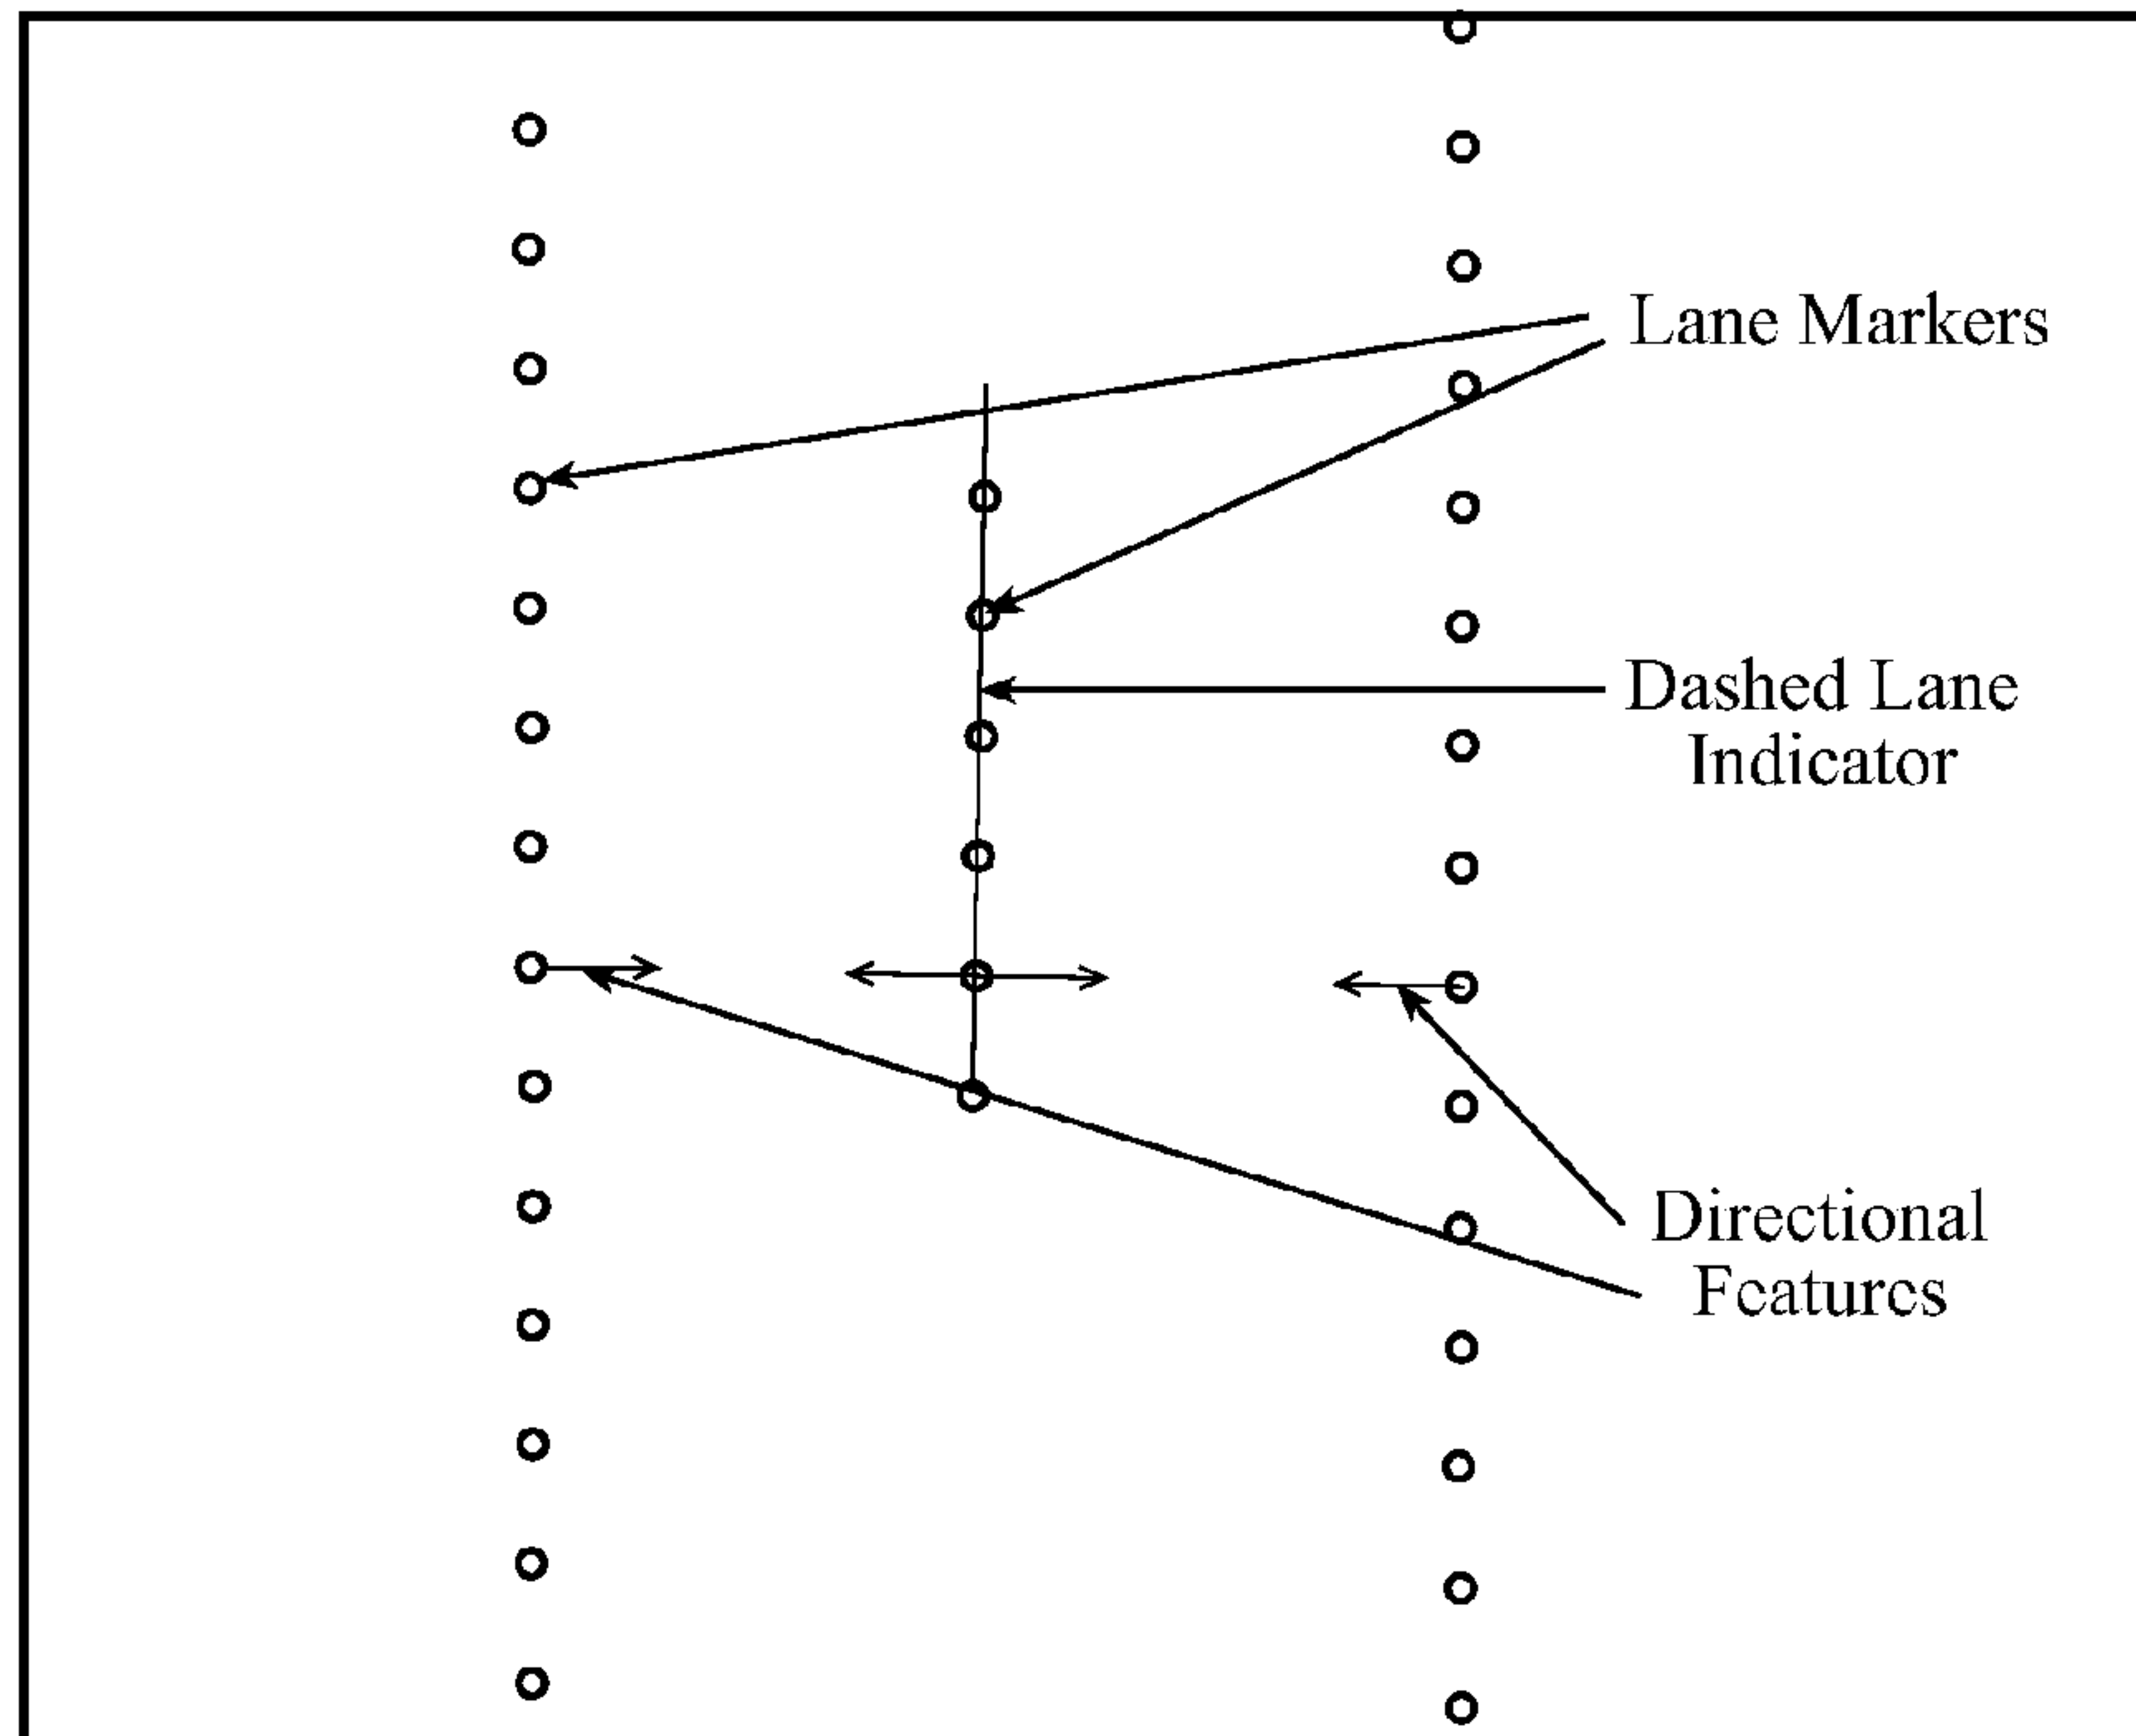 Lane Markers
Dashed Lane
Indicator
Directional
Features